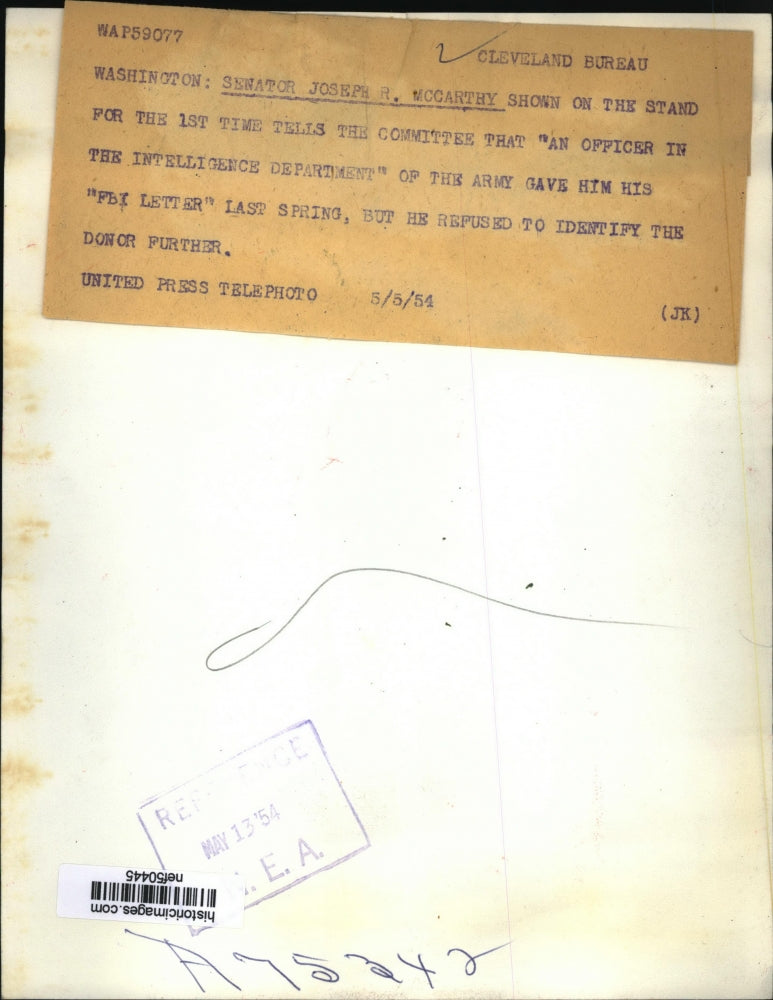 WAP59077
CLEVELAND BUREAU
WASHINGTON: SENATOR JOSEPH R. MCCARTHY SHOWN ON THE STAND
FOR THE 1ST TIME TELLS THE COMMITTEE THAT "AN OFFICER IN
THE INTELLIGENCE DEPARTMENT" OF THE ARMY GAVE HIM HIS
"FBI LETTER" LAST SPRING, BUT HE REFUSED TO IDENTIFY THE
DONOR FURTHER.
UNITED PRESS TELEPHOTO 5/5/54 (JK)
REFERENCE
MAY 13 '54
E. A.
historicimages.com
nef50445
A75342